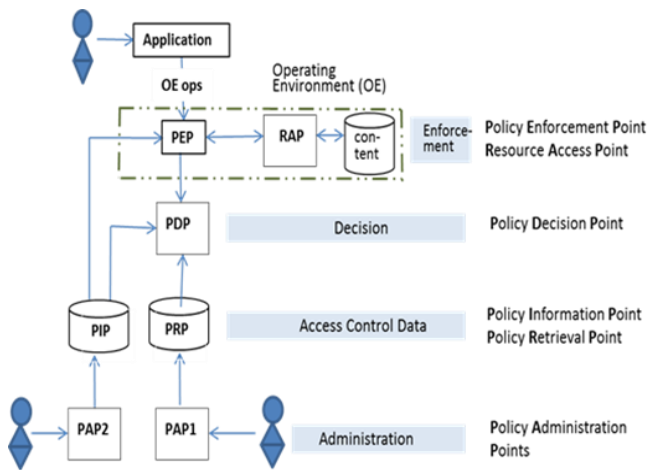 Application
OE ops
Operating
Environment (OE)
PEP
RAP
con-
tent
Enforce-
ment
Policy Enforcement Point
Resource Access Point
PDP
Decision
Policy Decision Point
PIP
PRP
Access Control Data
Policy Information Point
Policy Retrieval Point
PAP2
PAP1
Administration
Policy Administration
Points